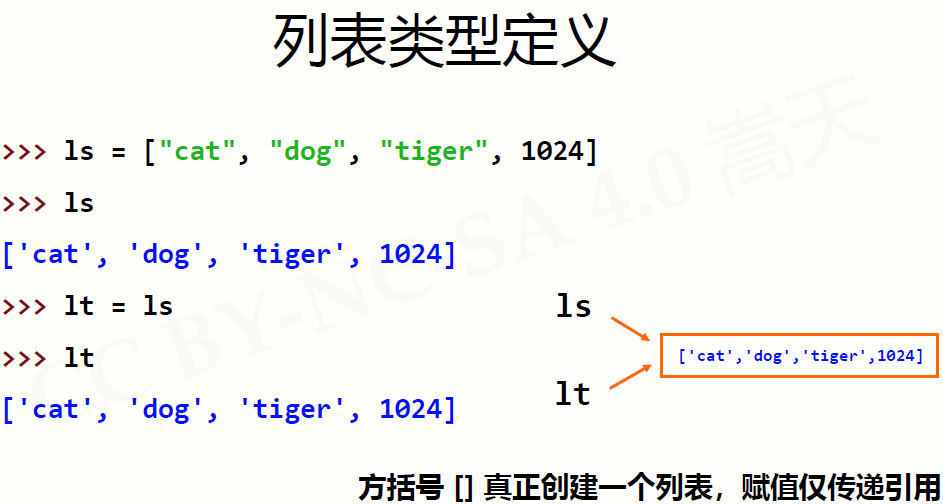 列表类型定义
>>> ls = ["cat", "dog", "tiger", 1024]
>>> ls
['cat', 'dog', 'tiger', 1024]
>>> lt = ls
>>> lt
['cat', 'dog', 'tiger', 1024]
ls
lt
['cat','dog','tiger',1024]
方括号 [] 真正创建一个列表，赋值仅传递引用
CC BY-NC SA 4.0 嵩天